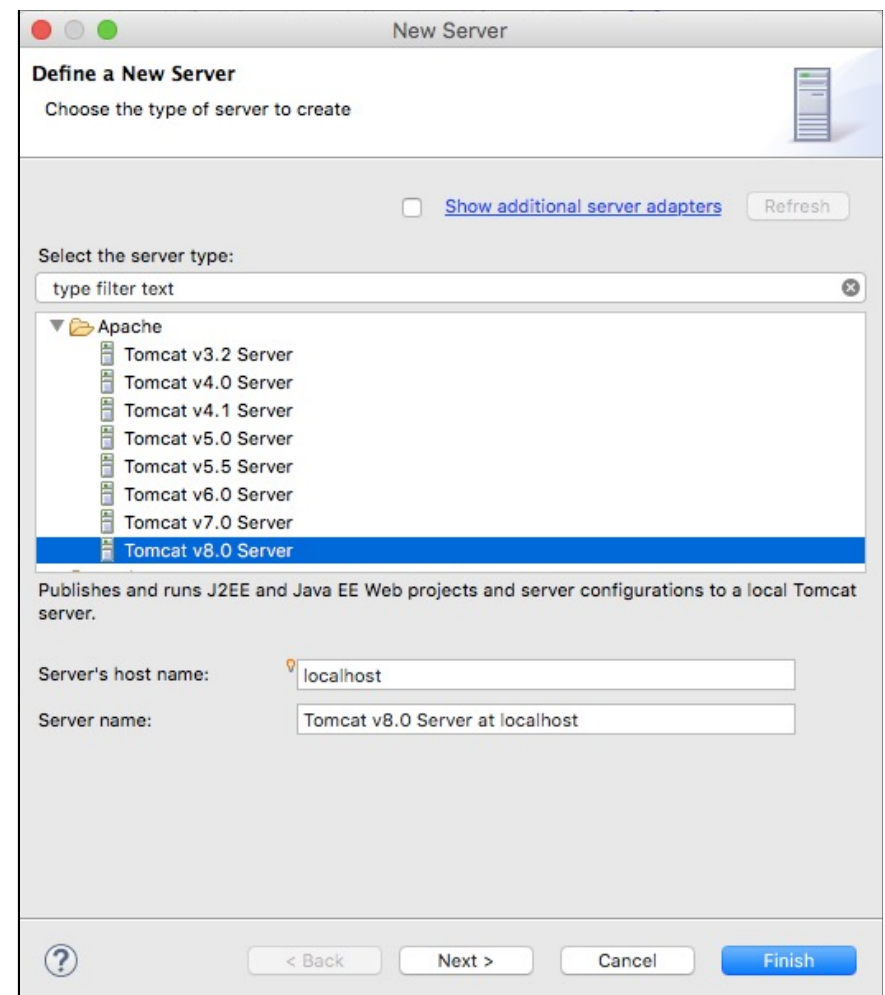 New Server
Define a New Server
Choose the type of server to create
Show additional server adapters
Refresh
Select the server type:
type filter text
Apache
Tomcat v3.2 Server
Tomcat v4.0 Server
Tomcat v4.1 Server
Tomcat v5.0 Server
Tomcat v5.5 Server
Tomcat v6.0 Server
Tomcat v7.0 Server
Tomcat v8.0 Server
Publishes and runs J2EE and Java EE Web projects and server configurations to a local Tomcat
server.
Server's host name:
localhost
Server name:
Tomcat v8.0 Server at localhost
?
< Back
Next >
Cancel
Finish